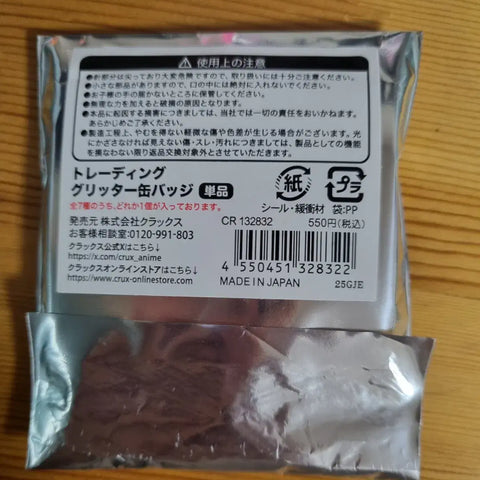 ⚠ 使用上の注意
●針部分は尖っており大変危険ですので、取り扱いには十分ご注意ください。
●小さな部品がありますので、口の中には絶対に入れないでください。
●お子様の手の届かないところに保管してください。
●無理な力を加えると破損の原因となります。
●本品に起因する損害につきましては、当社では一切の責任をおいかねます。
あらかじめご了承ください。
●製造工程上、やむを得ない軽微な傷や色差が生じる場合がございます。光
にかざさなければ見えない傷・スレ・汚れにつきましては、製品としての機能
を損なわない限り返品交換対象外とさせていただきます。
トレーディング
グリッター缶バッジ 単品
全7種のうち、どれか1個が入っております。
紙
プラ
シール・緩衝材 袋:PP
発売元 株式会社クラックス
CR 132832 550円(税込)
お客様相談室:0120-991-803
クラックス公式Xはこちら↓
https://x.com/crux_anime
クラックスオンラインストアはこちら↓
https://www.crux-onlinestore.com
4 550451 328322
MADE IN JAPAN
25GJE